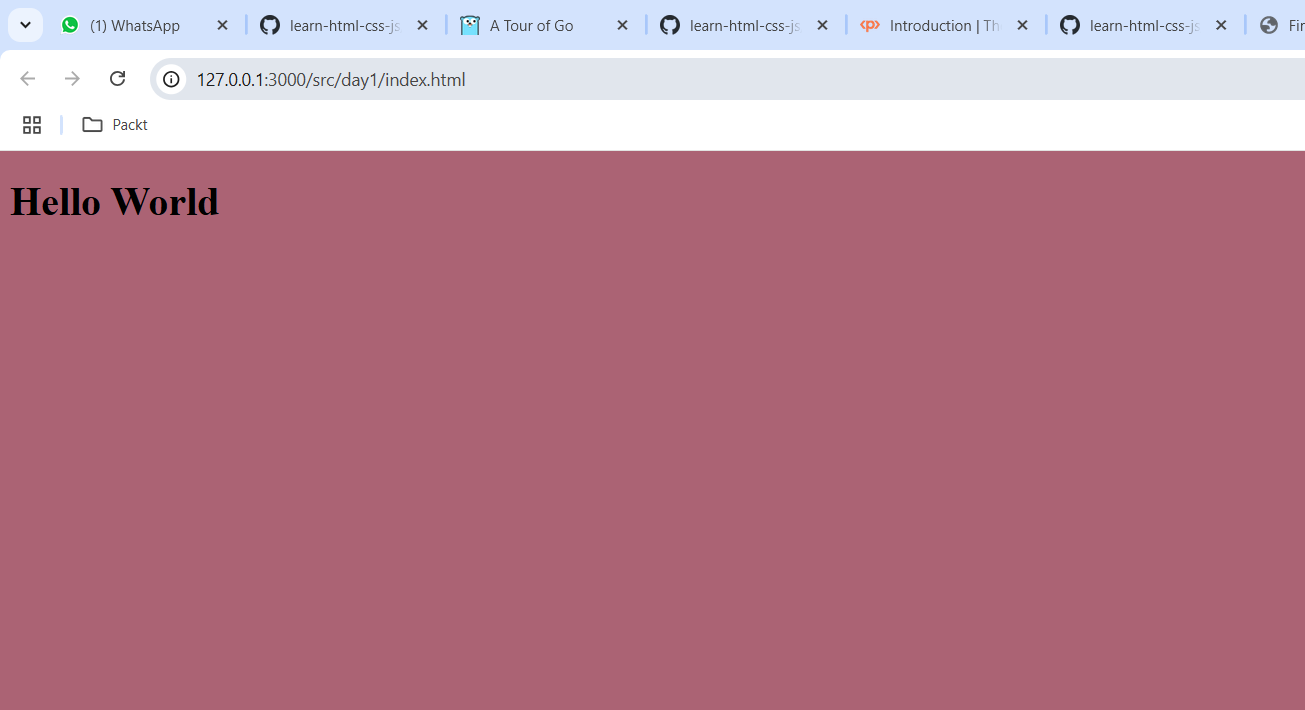 (1) WhatsApp learn-html-css-js A Tour of Go learn-html-css-js Introduction | Th learn-html-css-js Fir
127.0.0.1:3000/src/day1/index.html
Packt
Hello World